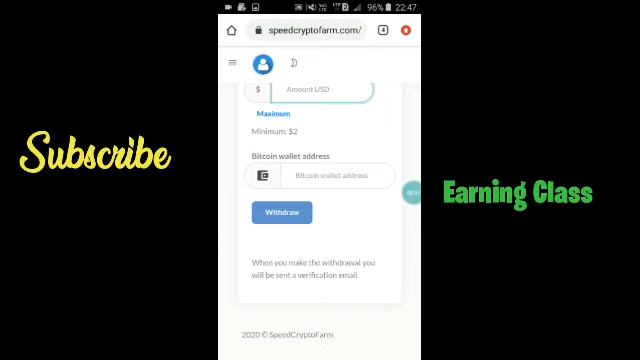 96% 22:47
speedcryptofarm.com/
4
$ Amount USD
Maximum
Minimum: $2
Bitcoin wallet address
Bitcoin wallet address
Withdraw
When you make the withdrawal you
will be sent a verification email.
2020 © SpeedCryptoFarm
Subscribe
Earning Class